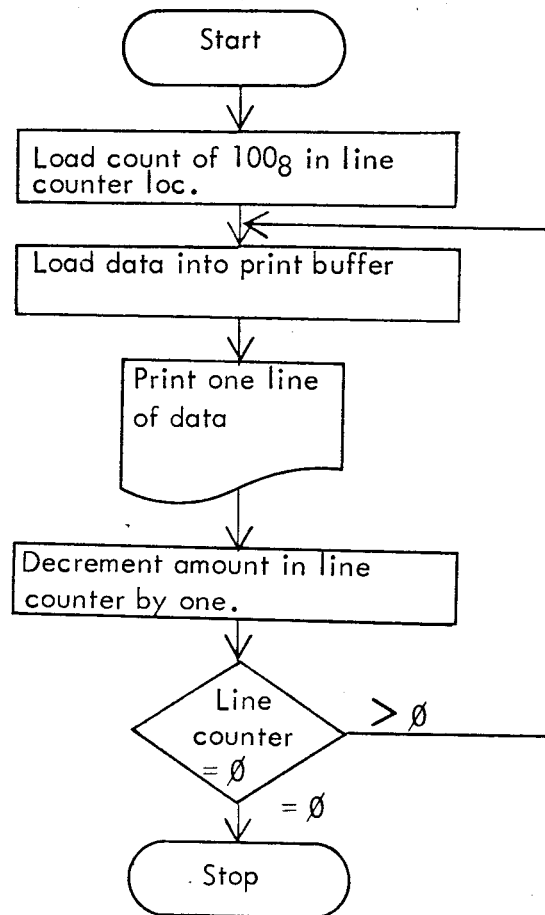 Start
Load count of 100₈ in line
counter loc.
Load data into print buffer
Print one line
of data
Decrement amount in line
counter by one.
Line
counter
= Ø
> Ø
= Ø
Stop